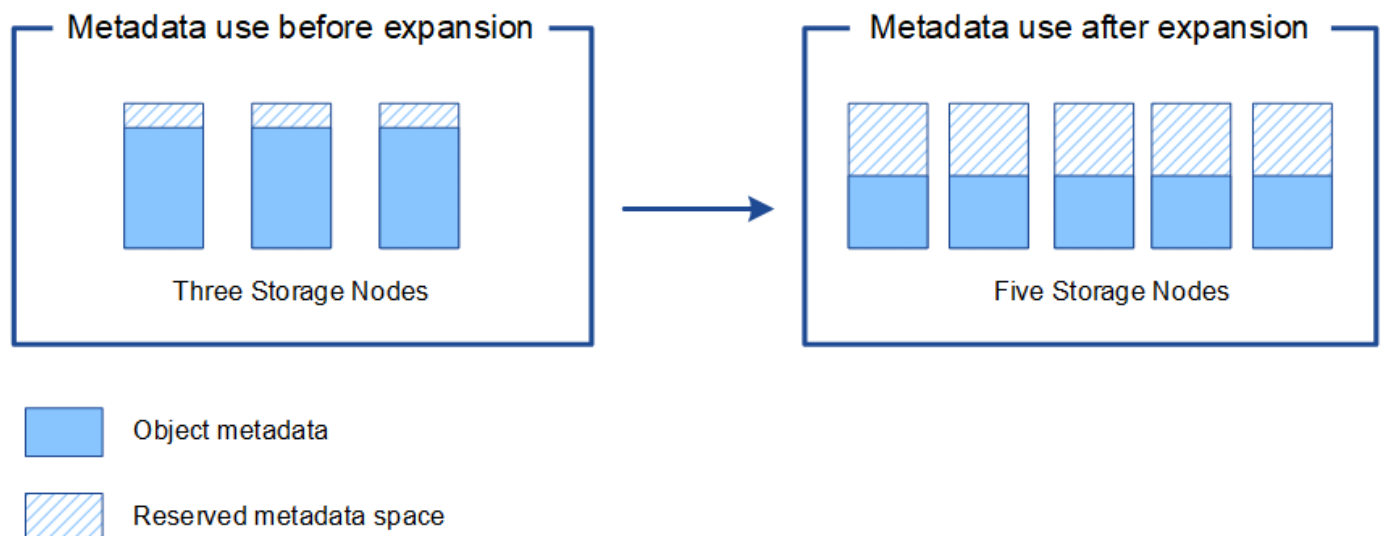 Metadata use before expansion
Metadata use after expansion
Three Storage Nodes
Five Storage Nodes
Object metadata
Reserved metadata space